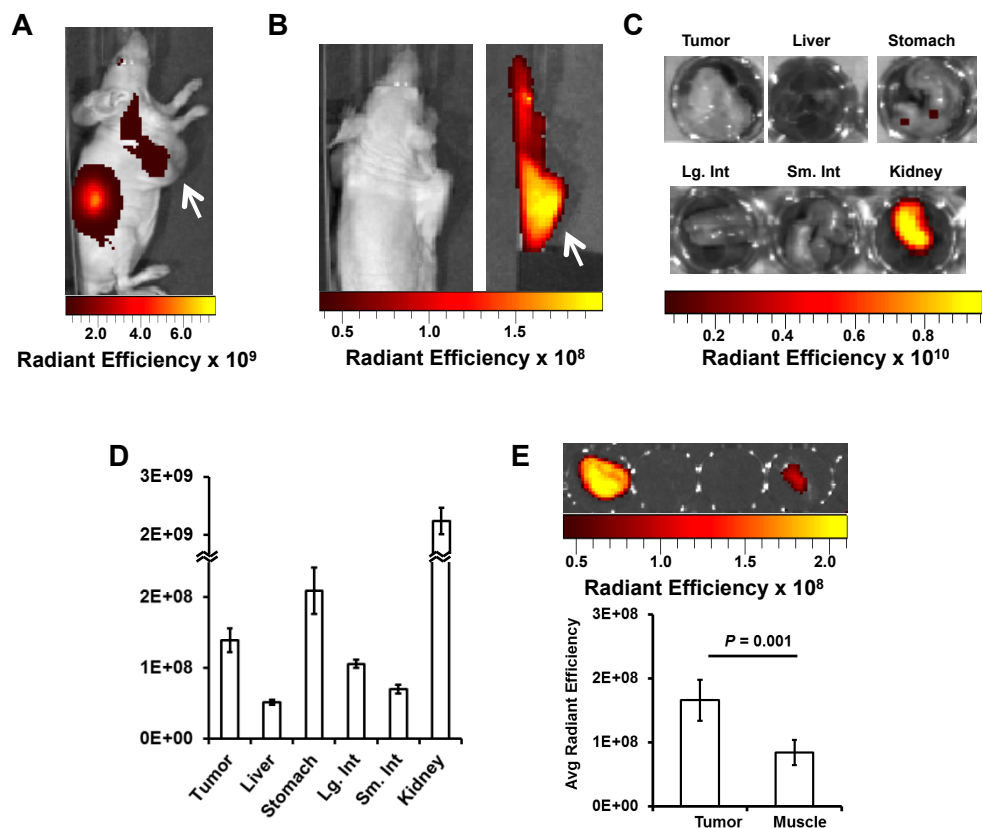 A
B
C
Tumor Liver Stomach
Lg. Int Sm. Int Kidney
2.0 4.0 6.0
Radiant Efficiency x 10⁹
0.5 1.0 1.5
Radiant Efficiency x 10⁸
0.2 0.4 0.6 0.8
Radiant Efficiency x 10¹⁰
D
3E+09
2E+09
2E+08
1E+08
0E+00
Tumor
Liver
Stomach
Lg. Int
Sm. Int
Kidney
E
0.5 1.0 1.5 2.0
Radiant Efficiency x 10⁸
Avg Radiant Efficiency
3E+08
2E+08
1E+08
0E+00
P = 0.001
Tumor Muscle